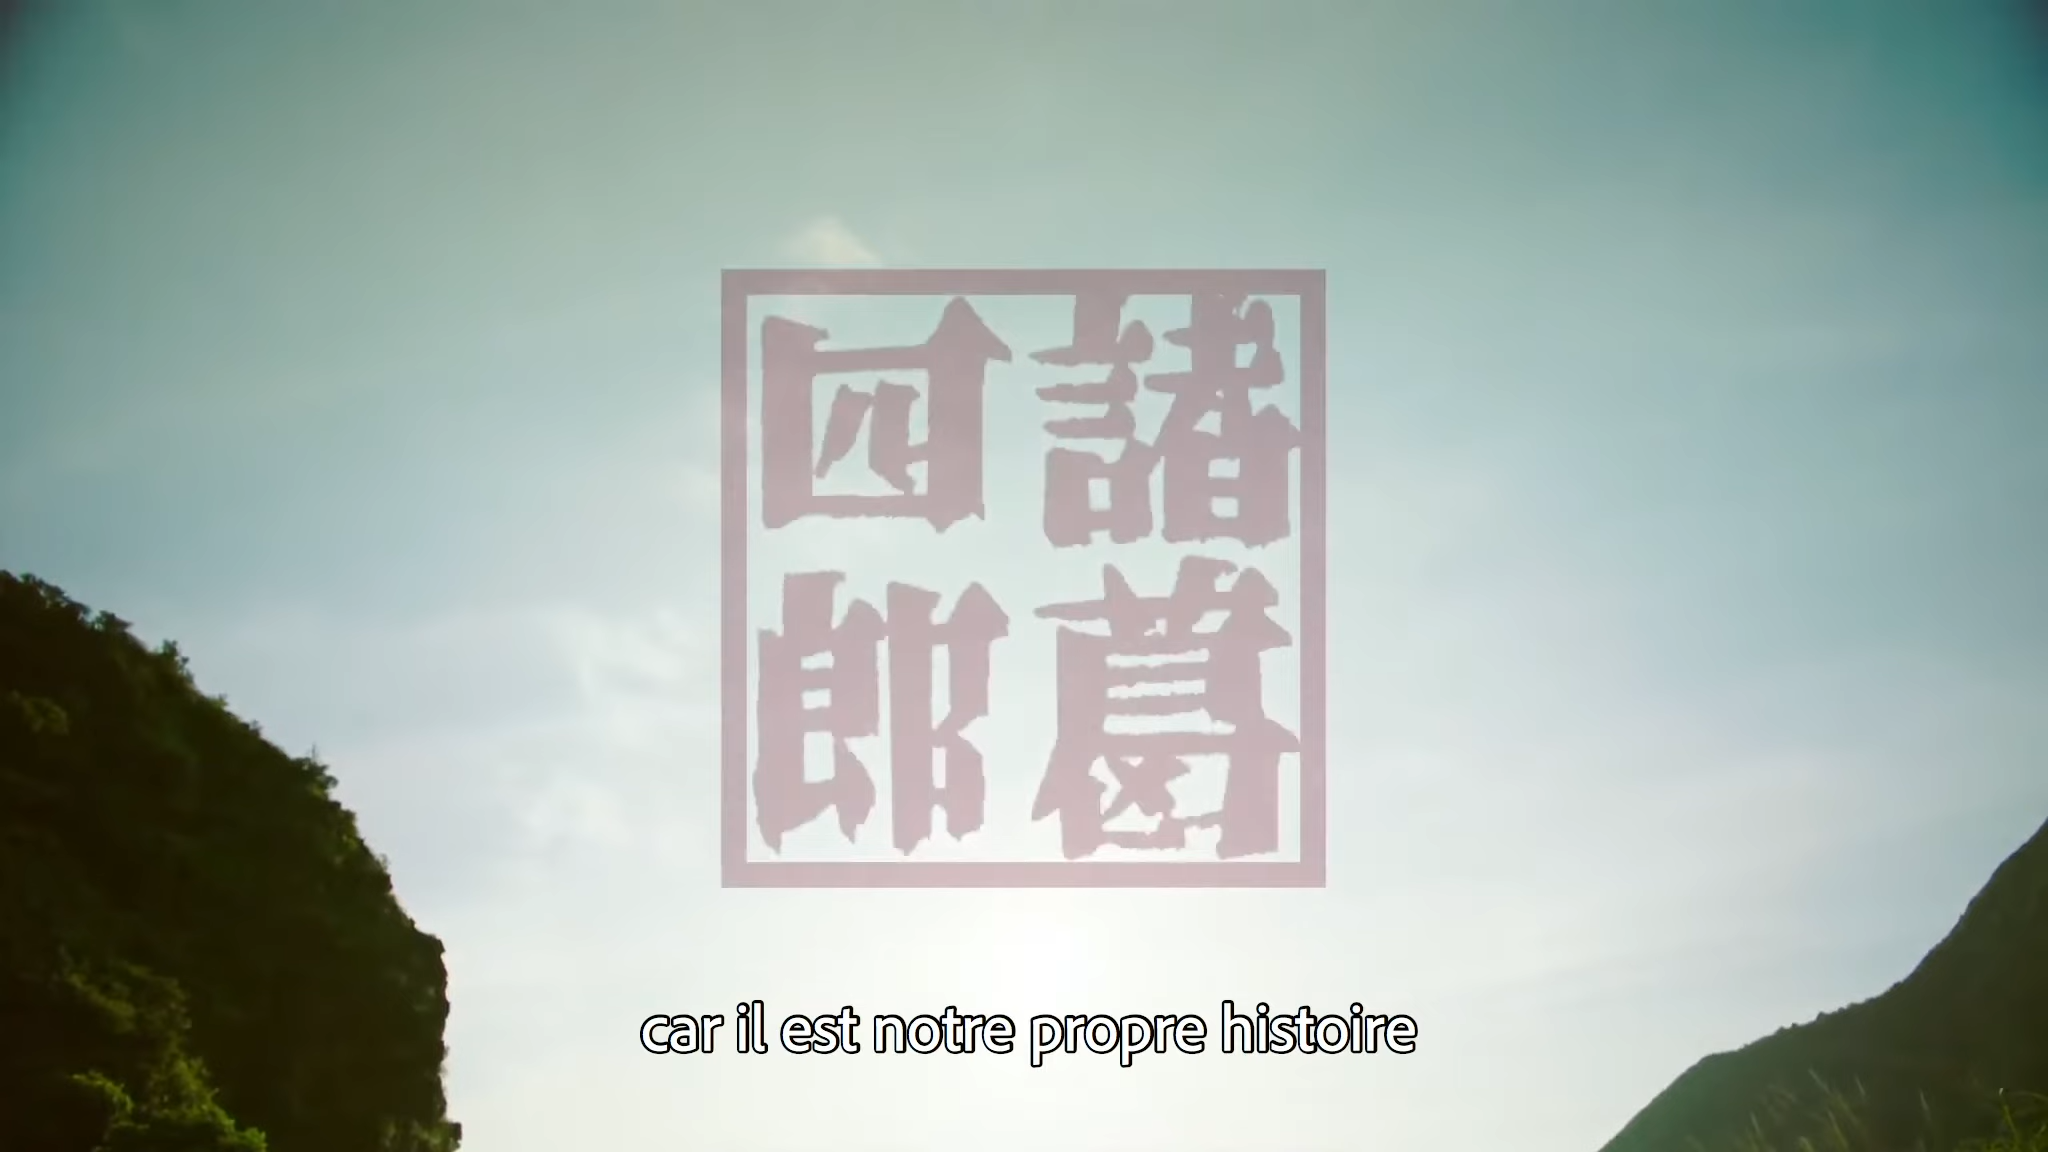 諸葛
四郎
car il est notre propre histoire